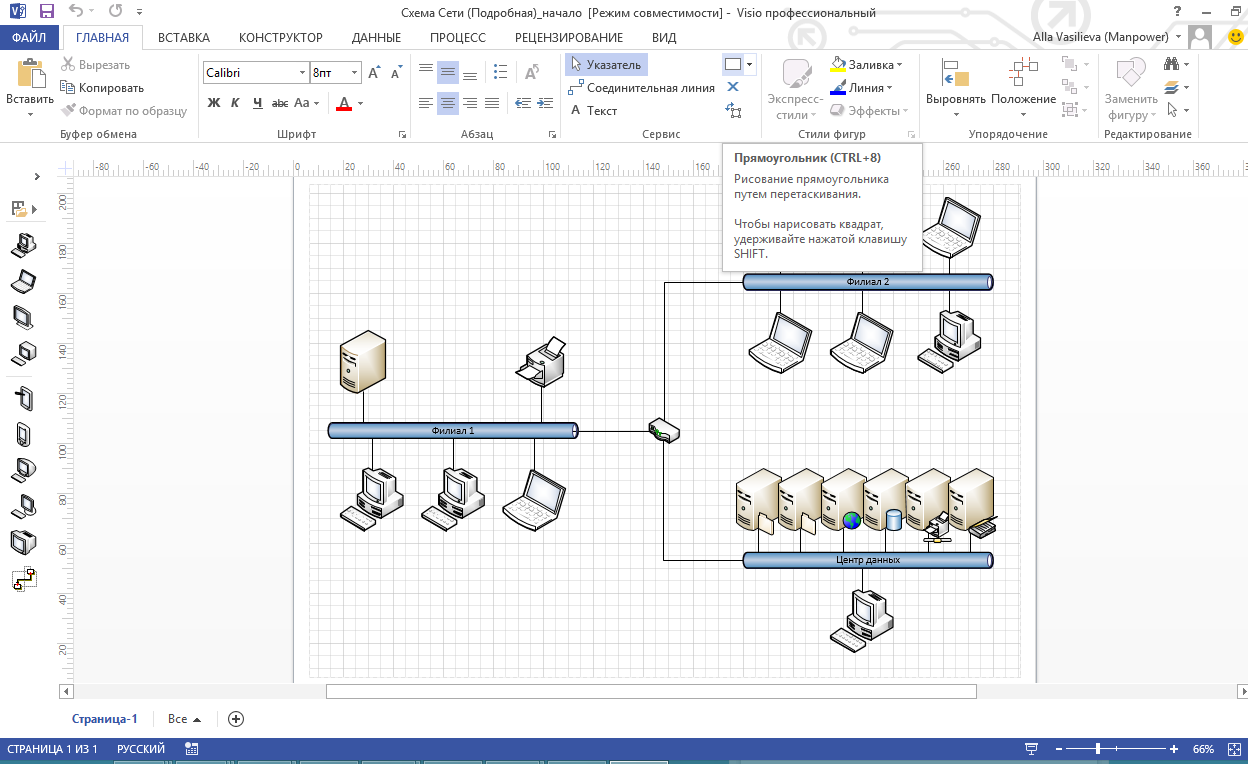 Схема Сети (Подробная)_начало [Режим совместимости] - Visio профессиональный
?
ФАЙЛ ГЛАВНАЯ ВСТАВКА КОНСТРУКТОР ДАННЫЕ ПРОЦЕСС РЕЦЕНЗИРОВАНИЕ ВИД Alla Vasilieva (Manpower)
Вставить
Вырезать
Копировать
Формат по образцу
Буфер обмена
Calibri 8пт
Ж К Ч abc Aa A
Шрифт
Абзац
Указатель
Соединительная линия
A Текст
Сервис
Экспресс-
стили
Заливка
Линия
Эффекты
Стили фигур
Выровнять Положение
Упорядочение
Заменить
фигуру
Редактирование
Прямоугольник (CTRL+8)
Рисование прямоугольника
путем перетаскивания.
Чтобы нарисовать квадрат,
удерживайте нажатой клавишу
SHIFT.
-80 -60 -40 -20 0 20 40 60 80 100 120 140 160 260 280 300 320 340 360
200
180
160
140
120
100
80
60
40
20
Филиал 2
Филиал 1
Центр данных
Страница-1 Все
СТРАНИЦА 1 ИЗ 1 РУССКИЙ 66%